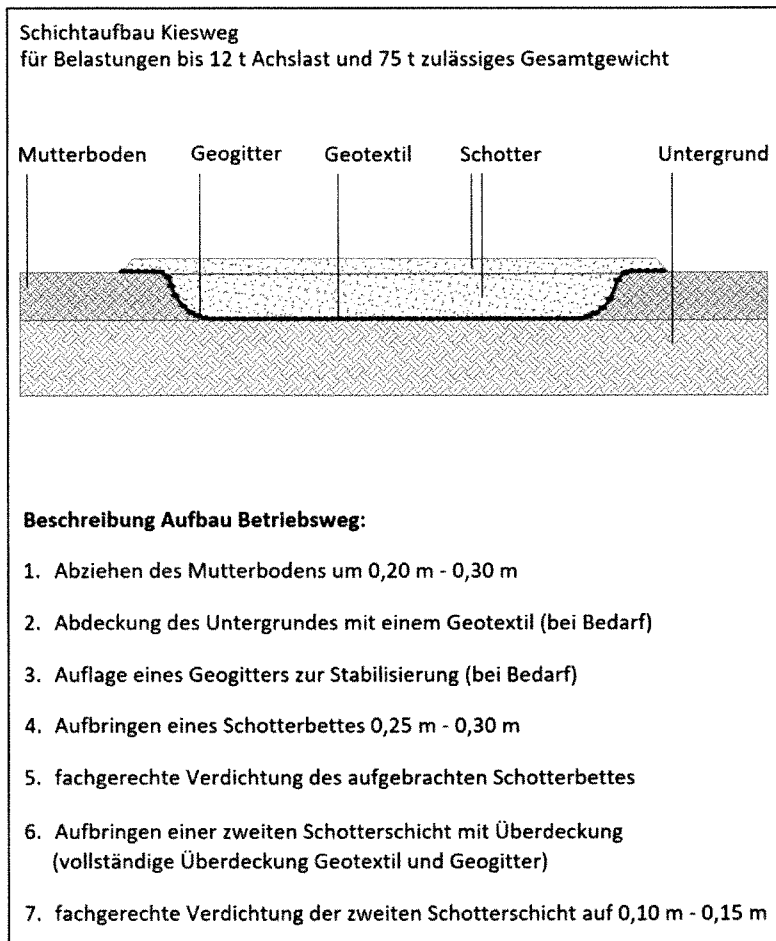 Schichtaufbau Kiesweg
für Belastungen bis 12 t Achslast und 75 t zulässiges Gesamtgewicht
Mutterboden Geogitter Geotextil Schotter Untergrund
Beschreibung Aufbau Betriebsweg:
1. Abziehen des Mutterbodens um 0,20 m - 0,30 m
2. Abdeckung des Untergrundes mit einem Geotextil (bei Bedarf)
3. Auflage eines Geogitters zur Stabilisierung (bei Bedarf)
4. Aufbringen eines Schotterbettes 0,25 m - 0,30 m
5. fachgerechte Verdichtung des aufgebrachten Schotterbettes
6. Aufbringen einer zweiten Schotterschicht mit Überdeckung
(vollständige Überdeckung Geotextil und Geogitter)
7. fachgerechte Verdichtung der zweiten Schotterschicht auf 0,10 m - 0,15 m